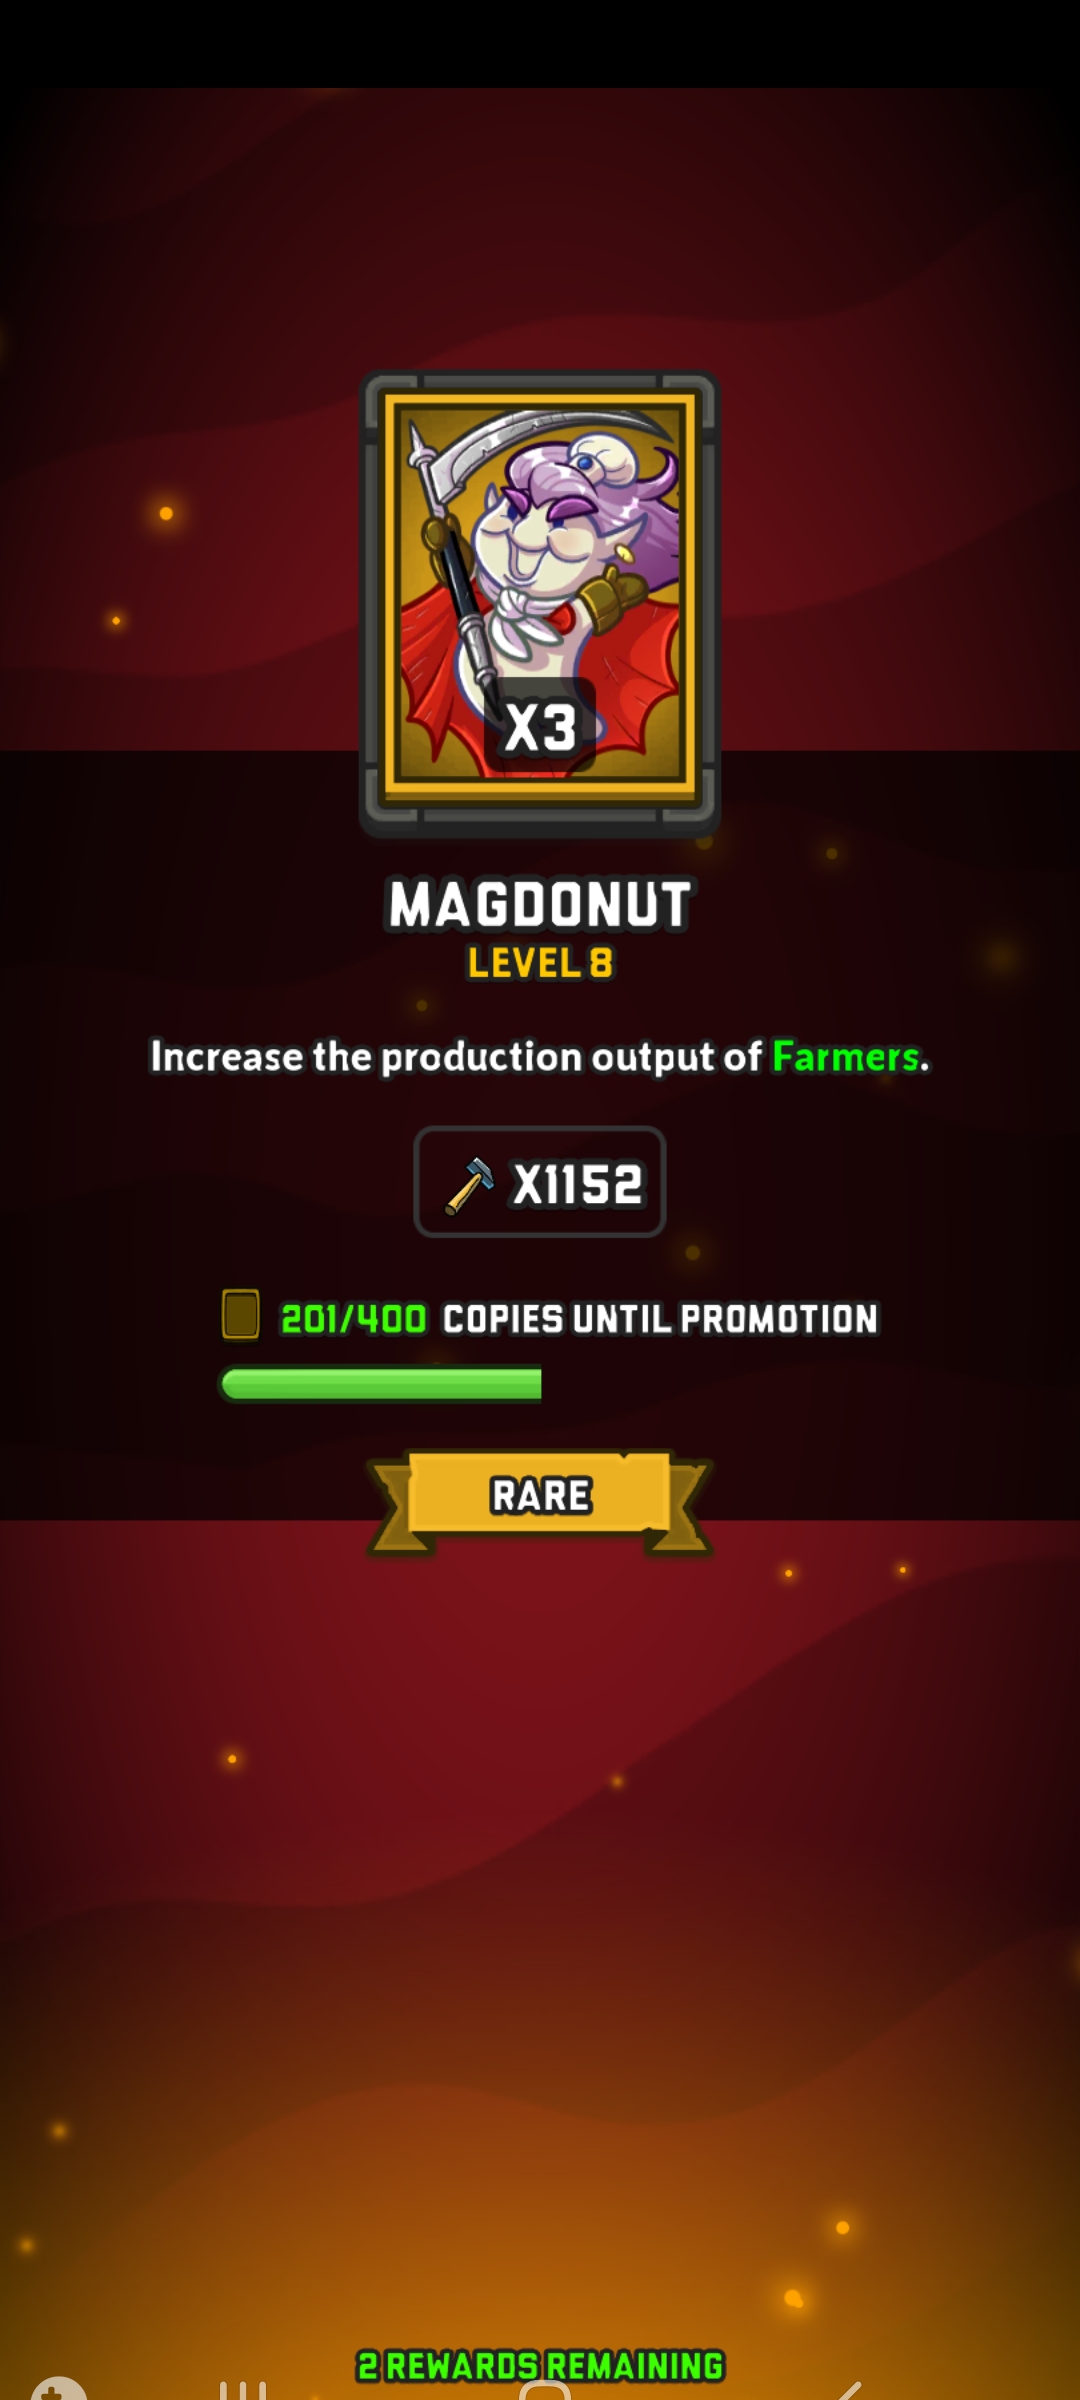 X3
MAGDONUT
LEVEL 8
Increase the production output of Farmers.
X1152
201/400 COPIES UNTIL PROMOTION
RARE
2 REWARDS REMAINING